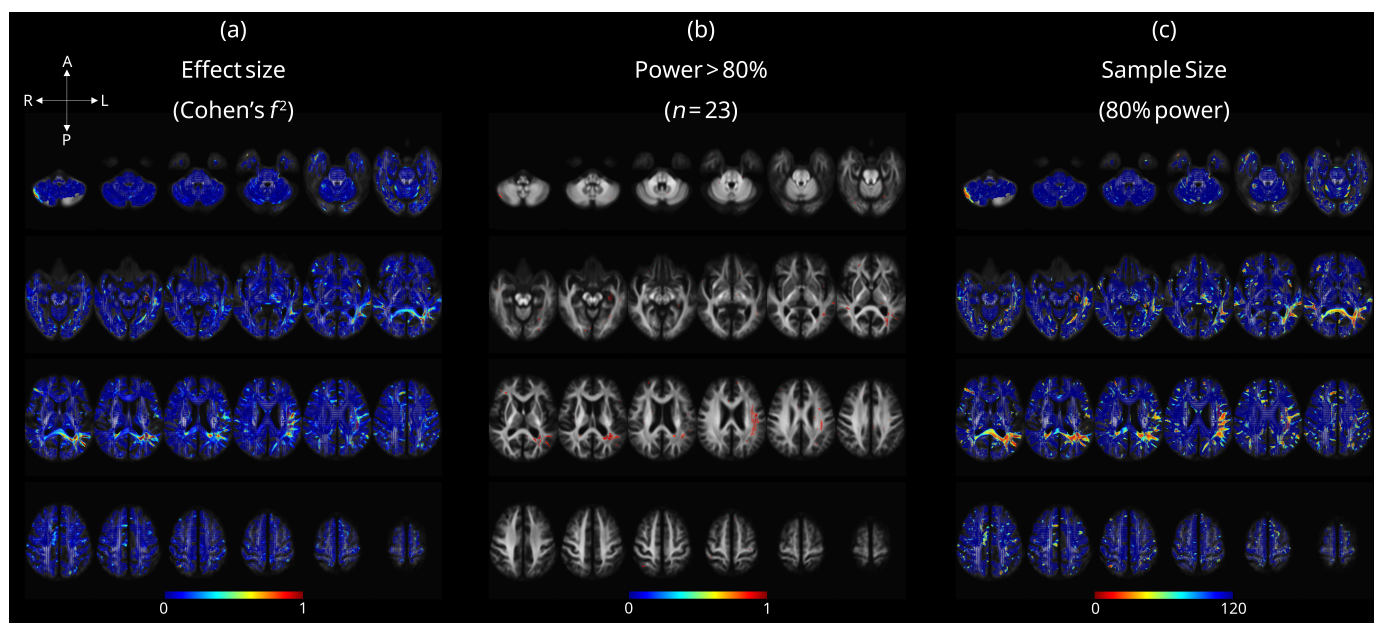 (a)
Effect size
(Cohen's f²)
A
R L
P
0 1
(b)
Power > 80%
(n = 23)
0 1
(c)
Sample Size
(80% power)
0 120